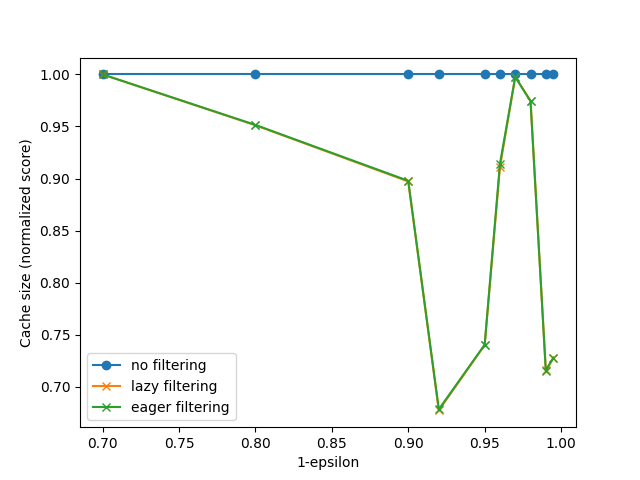 1.00
0.95
0.90
0.85
0.80
0.75
0.70
Cache size (normalized score)
no filtering
lazy filtering
eager filtering
0.70 0.75 0.80 0.85 0.90 0.95 1.00
1-epsilon